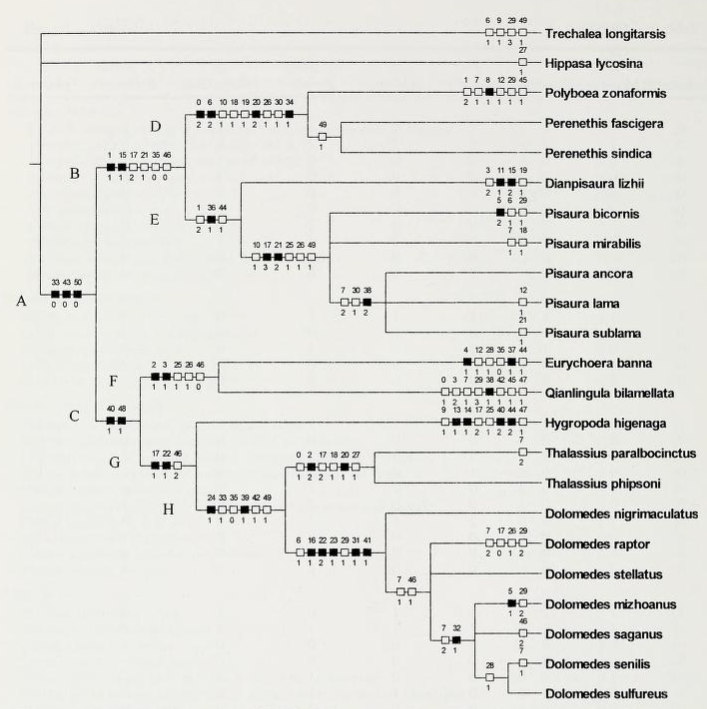 6 9 29 49
Trechalea longitarsis
1 1 3 1
27
Hippasa lycosina
1
1 7 8 12 29 45
Polyboea zonaformis
2 1 1 1 1 1
0 6 10 18 19 20 26 30 34
D
2 2 1 1 1 2 1 1 1
Perenethis fascigera
49
1
Perenethis sindica
1 15 17 21 35 46
B
1 1 2 1 0 0
3 11 15 19
Dianpisaura lizhii
2 1 2 1
1 36 44
E
2 1 1
5 6 29
Pisaura bicornis
2 1 1
7 18
Pisaura mirabilis
1 1
10 17 21 25 26 49
1 3 2 1 1 1
Pisaura ancora
7 30 38
2 1 2
12
Pisaura lama
1
21
Pisaura sublama
1
33 43 50
A
0 0 0
4 12 28 35 37 44
Eurychoera banna
1 1 1 0 1 1
2 3 25 26 46
F
1 1 1 1 0
0 3 7 29 38 42 45 47
Qianlingula bilamellata
1 2 1 3 1 1 1 1
40 48
C
1 1
9 13 14 17 25 40 44 47
Hygropoda higenaga
1 1 1 2 1 2 2 1
17 22 46
G
1 1 2
7
Thalassius paralbocinctus
2
0 2 17 18 20 27
1 2 2 1 1 1
Thalassius phipsoni
24 33 35 39 42 49
H
1 1 0 1 1 1
Dolomedes nigrimaculatus
6 16 22 23 29 31 41
1 1 2 1 1 1 1
7 17 26 29
Dolomedes raptor
2 0 1 2
7 46
1 1
Dolomedes stellatus
5 29
Dolomedes mizhoanus
1 2
7 32
2 1
46
Dolomedes saganus
2
7
Dolomedes senilis
1
28
1
Dolomedes sulfureus